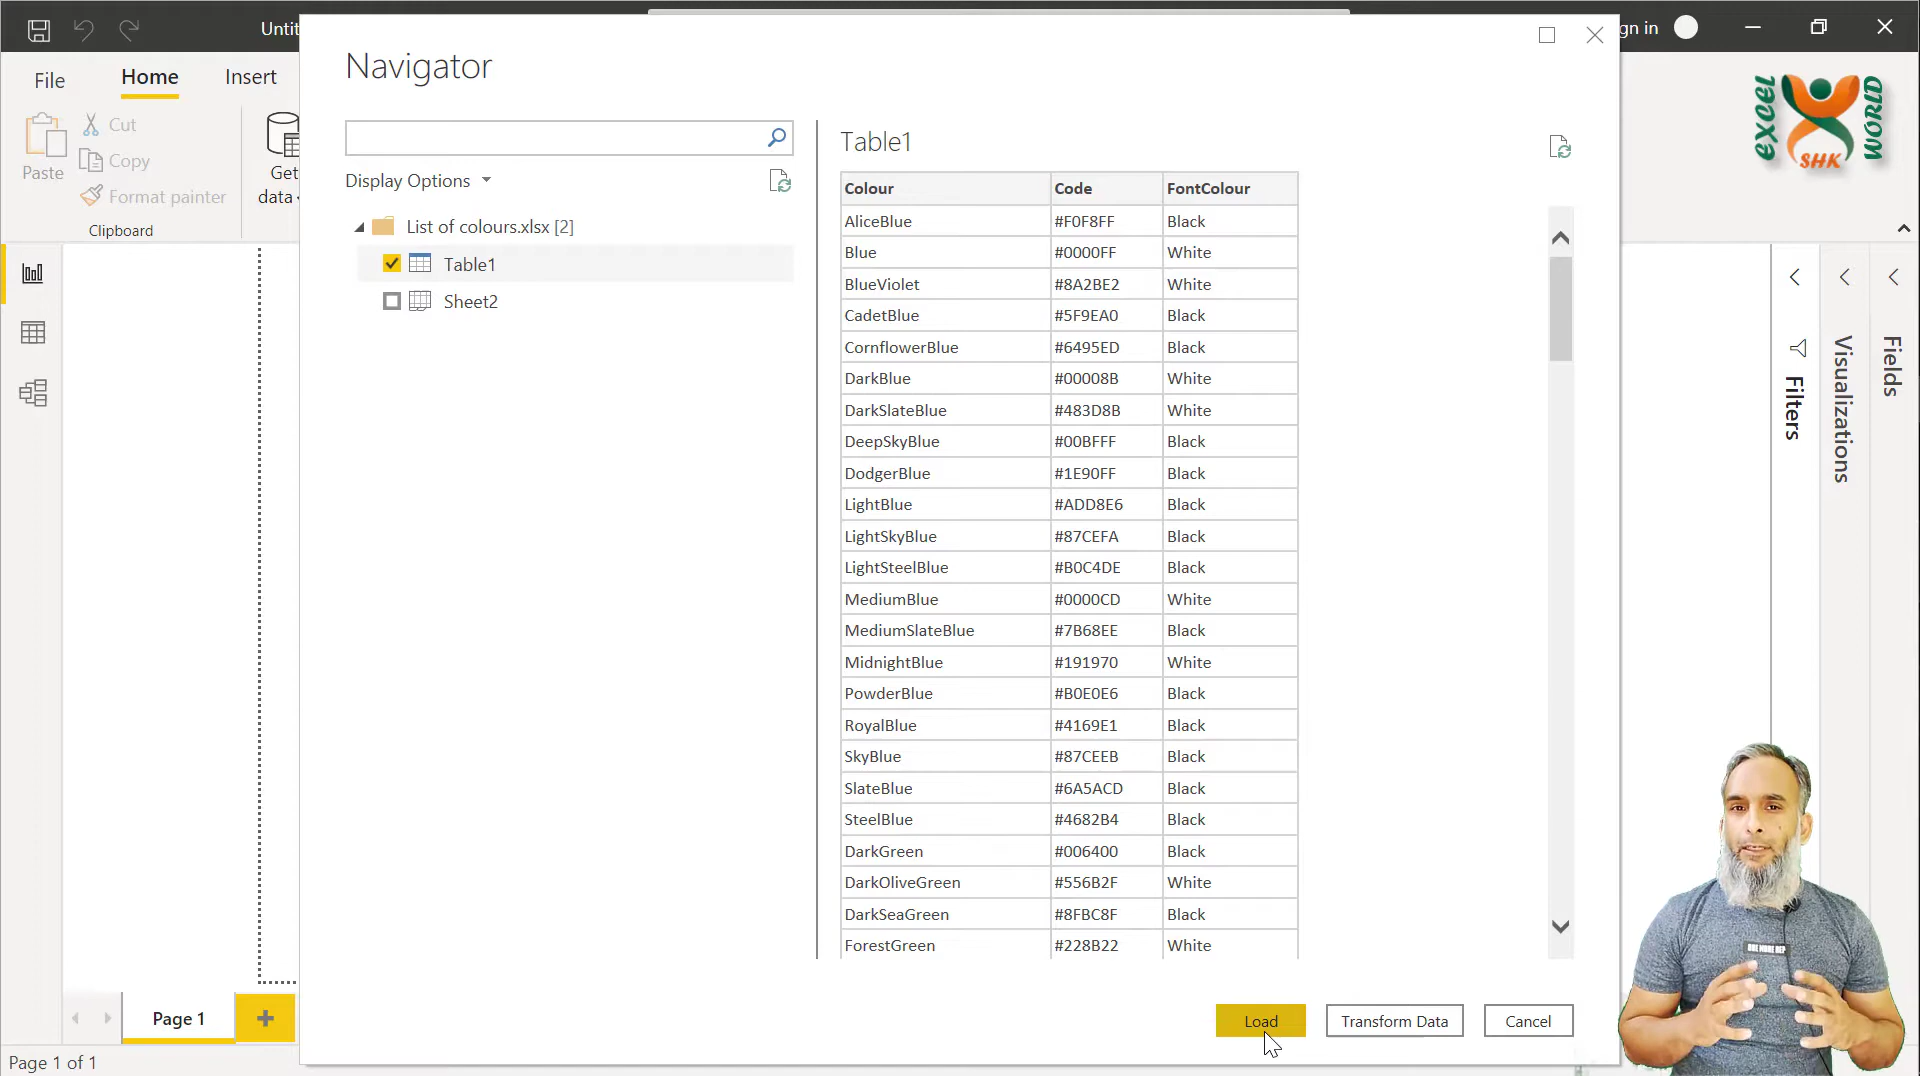 Untit
gn in
File
Home
Insert
Paste
Cut
Copy
Format painter
Clipboard
Get
data
excel
WORLD
SHK
Navigator
Display Options
List of colours.xlsx [2]
Table1
Sheet2
Table1
Colour Code FontColour
AliceBlue #F0F8FF Black
Blue #0000FF White
BlueViolet #8A2BE2 White
CadetBlue #5F9EA0 Black
CornflowerBlue #6495ED Black
DarkBlue #00008B White
DarkSlateBlue #483D8B White
DeepSkyBlue #00BFFF Black
DodgerBlue #1E90FF Black
LightBlue #ADD8E6 Black
LightSkyBlue #87CEFA Black
LightSteelBlue #B0C4DE Black
MediumBlue #0000CD White
MediumSlateBlue #7B68EE Black
MidnightBlue #191970 White
PowderBlue #B0E0E6 Black
RoyalBlue #4169E1 Black
SkyBlue #87CEEB Black
SlateBlue #6A5ACD Black
SteelBlue #4682B4 Black
DarkGreen #006400 Black
DarkOliveGreen #556B2F White
DarkSeaGreen #8FBC8F Black
ForestGreen #228B22 White
Load
Transform Data
Cancel
Filters
Visualizations
Fields
ONE MORE REP
Page 1
Page 1 of 1